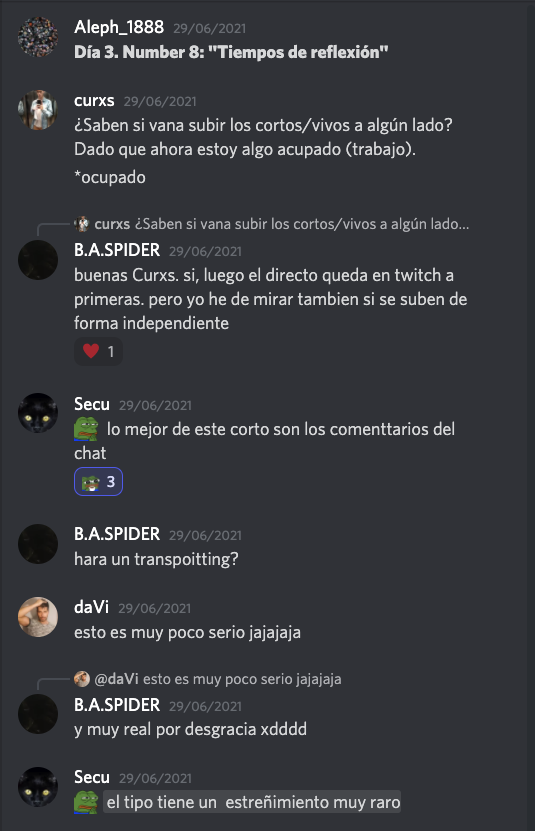 Aleph_1888 29/06/2021
Día 3. Number 8: "Tiempos de reflexión"
curxs 29/06/2021
¿Saben si vana subir los cortos/vivos a algún lado?
Dado que ahora estoy algo acupado (trabajo).
*ocupado
curxs ¿Saben si vana subir los cortos/vivos a algún lado...
B.A.SPIDER 29/06/2021
buenas Curxs. si, luego el directo queda en twitch a
primeras. pero yo he de mirar tambien si se suben de
forma independiente
1
Secu 29/06/2021
lo mejor de este corto son los comenttarios del
chat
3
B.A.SPIDER 29/06/2021
hara un transpoitting?
daVi 29/06/2021
esto es muy poco serio jajajaja
@daVi esto es muy poco serio jajajaja
B.A.SPIDER 29/06/2021
y muy real por desgracia xdddd
Secu 29/06/2021
el tipo tiene un  estreñimiento muy raro